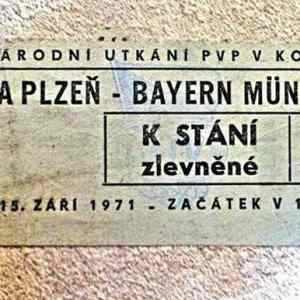 ÁRODNÍ UTKÁNÍ PVP V KO
A PLZEŇ - BAYERN MÜN
K STÁNÍ
zlevněné
15. ZÁŘÍ 1971 - ZAČÁTEK V 1